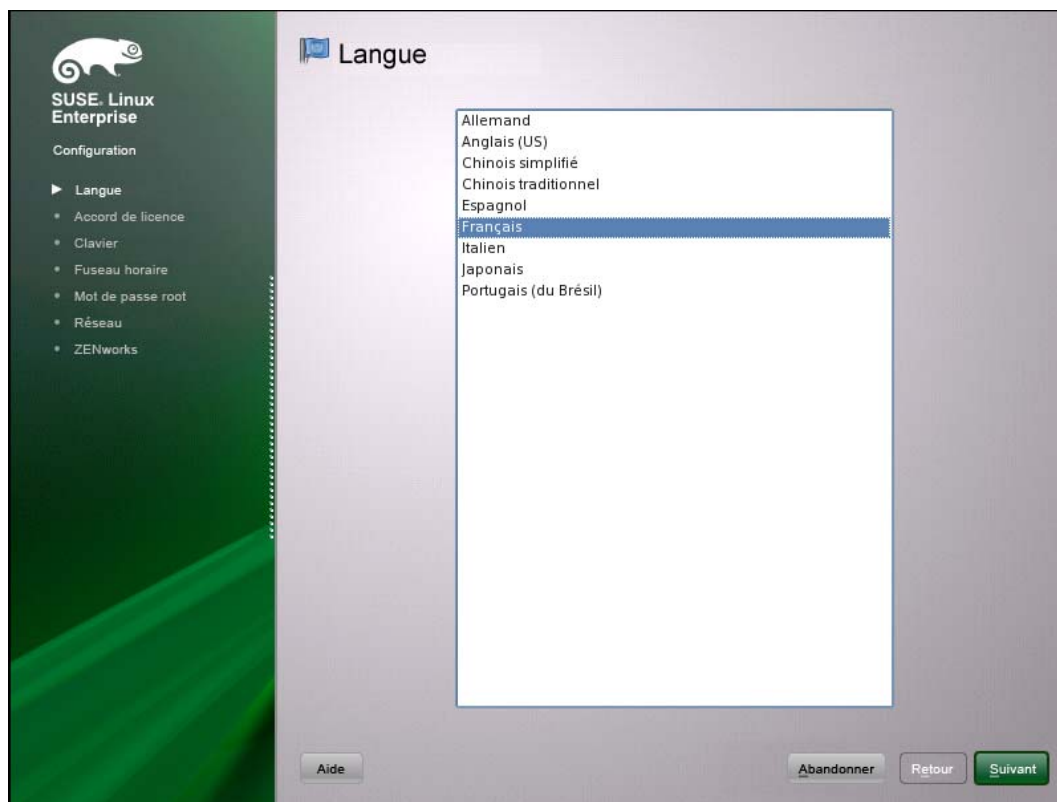 SUSE. Linux
Enterprise
Configuration
Langue
Accord de licence
Clavier
Fuseau horaire
Mot de passe root
Réseau
ZENworks
Langue
Allemand
Anglais (US)
Chinois simplifié
Chinois traditionnel
Espagnol
Français
Italien
Japonais
Portugais (du Brésil)
Aide
Abandonner
Retour
Suivant